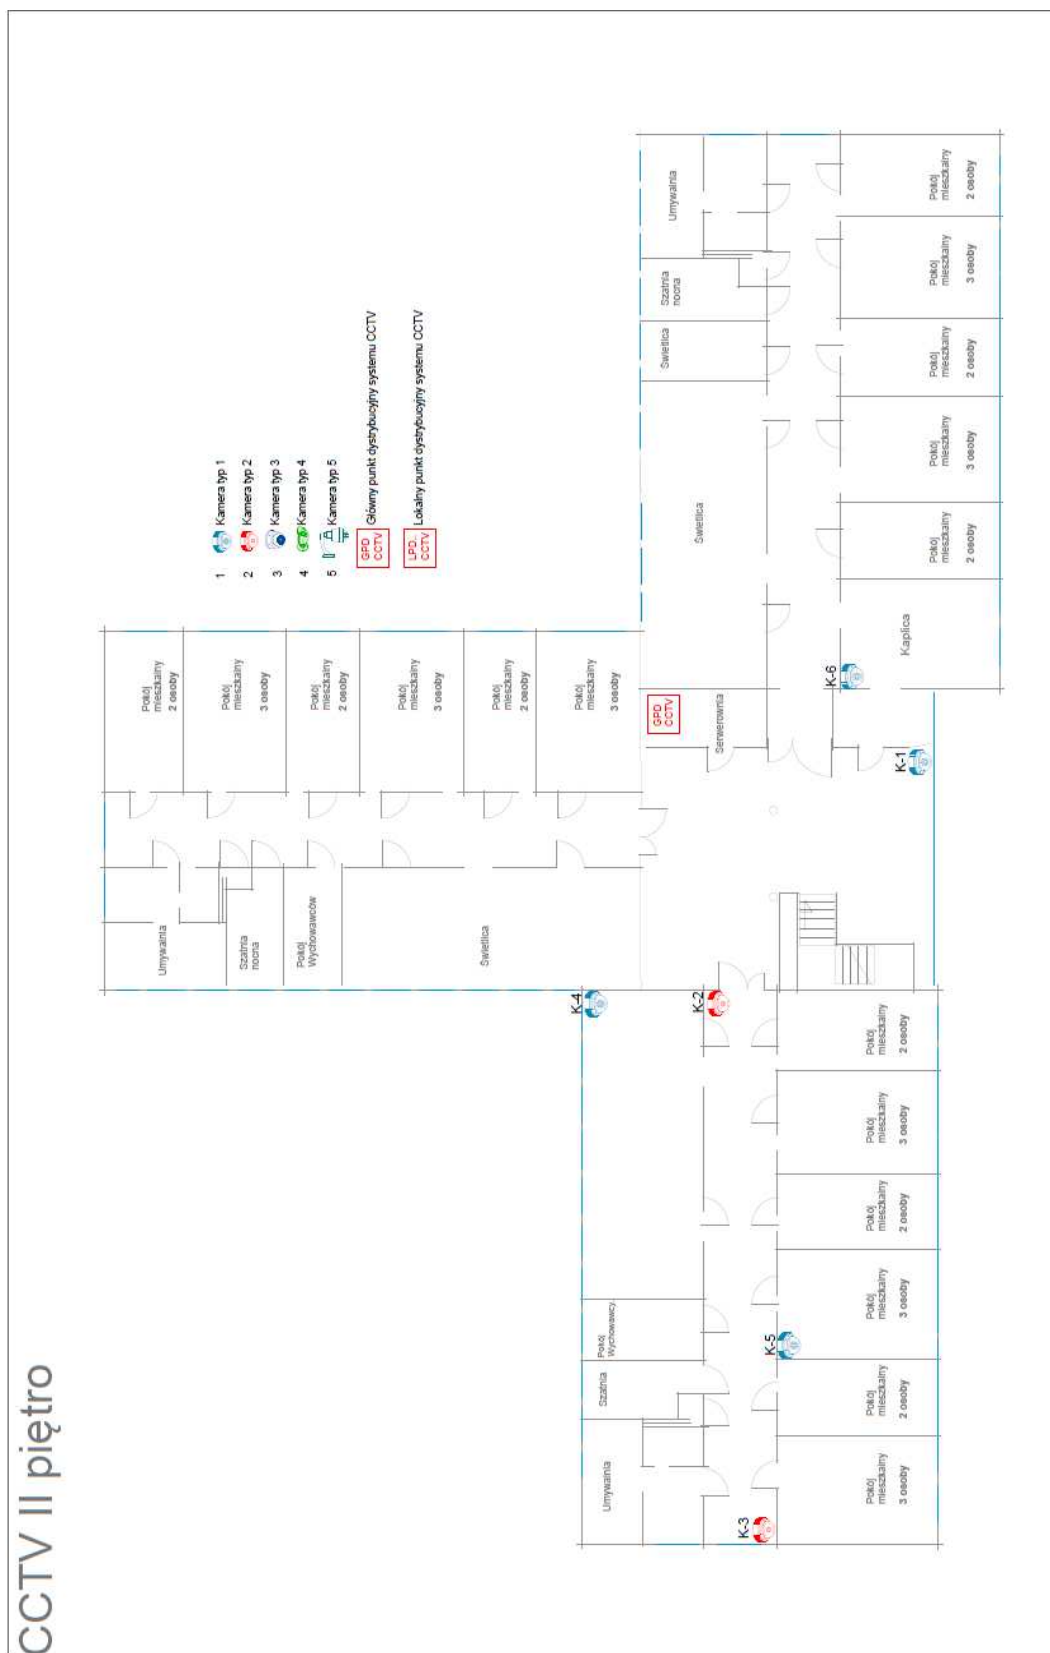 CCTV II piętro
1 Kamera typ 1
2 Kamera typ 2
3 Kamera typ 3
4 Kamera typ 4
5 Kamera typ 5
GPD
CCTV
Główny punkt dystrybucyjny systemu CCTV
LPD..
CCTV
Lokalny punkt dystrybucyjny systemu CCTV
Pokój
mieszkalny
2 osoby
Pokój
mieszkalny
3 osoby
Pokój
mieszkalny
2 osoby
Pokój
mieszkalny
3 osoby
Pokój
mieszkalny
2 osoby
Pokój
mieszkalny
3 osoby
Umywalnia
Szatnia
nocna
Pokój
Wychowawców
Świetlica
Umywalnia
Szatnia
Pokój
Wychowawcy
K-4
K-2
K-3
K-5
Pokój
mieszkalny
3 osoby
Pokój
mieszkalny
2 osoby
Pokój
mieszkalny
3 osoby
Pokój
mieszkalny
2 osoby
Pokój
mieszkalny
3 osoby
Pokój
mieszkalny
2 osoby
GPD
CCTV
Serwerownia
K-1
K-6
Świetlica
Świetlica
Szatnia
nocna
Umywalnia
Kaplica
Pokój
mieszkalny
2 osoby
Pokój
mieszkalny
3 osoby
Pokój
mieszkalny
2 osoby
Pokój
mieszkalny
3 osoby
Pokój
mieszkalny
2 osoby